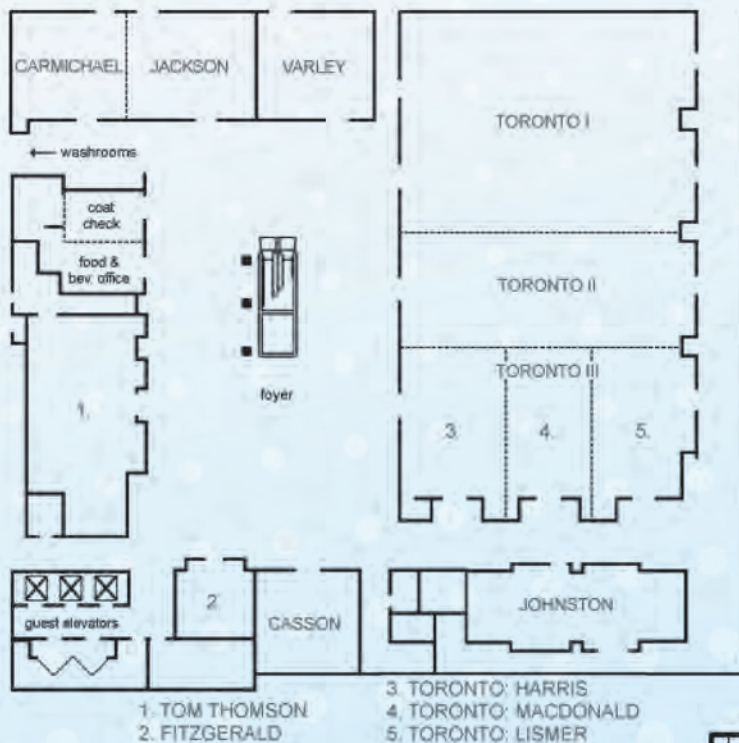 CARMICHAEL
JACKSON
VARLEY
TORONTO I
← washrooms
coat
check
food &
bev. office
TORONTO II
TORONTO III
foyer
1.
3.
4.
5.
guest elevators
2.
CASSON
JOHNSTON
1. TOM THOMSON
2. FITZGERALD
3. TORONTO: HARRIS
4. TORONTO: MACDONALD
5. TORONTO: LISMER